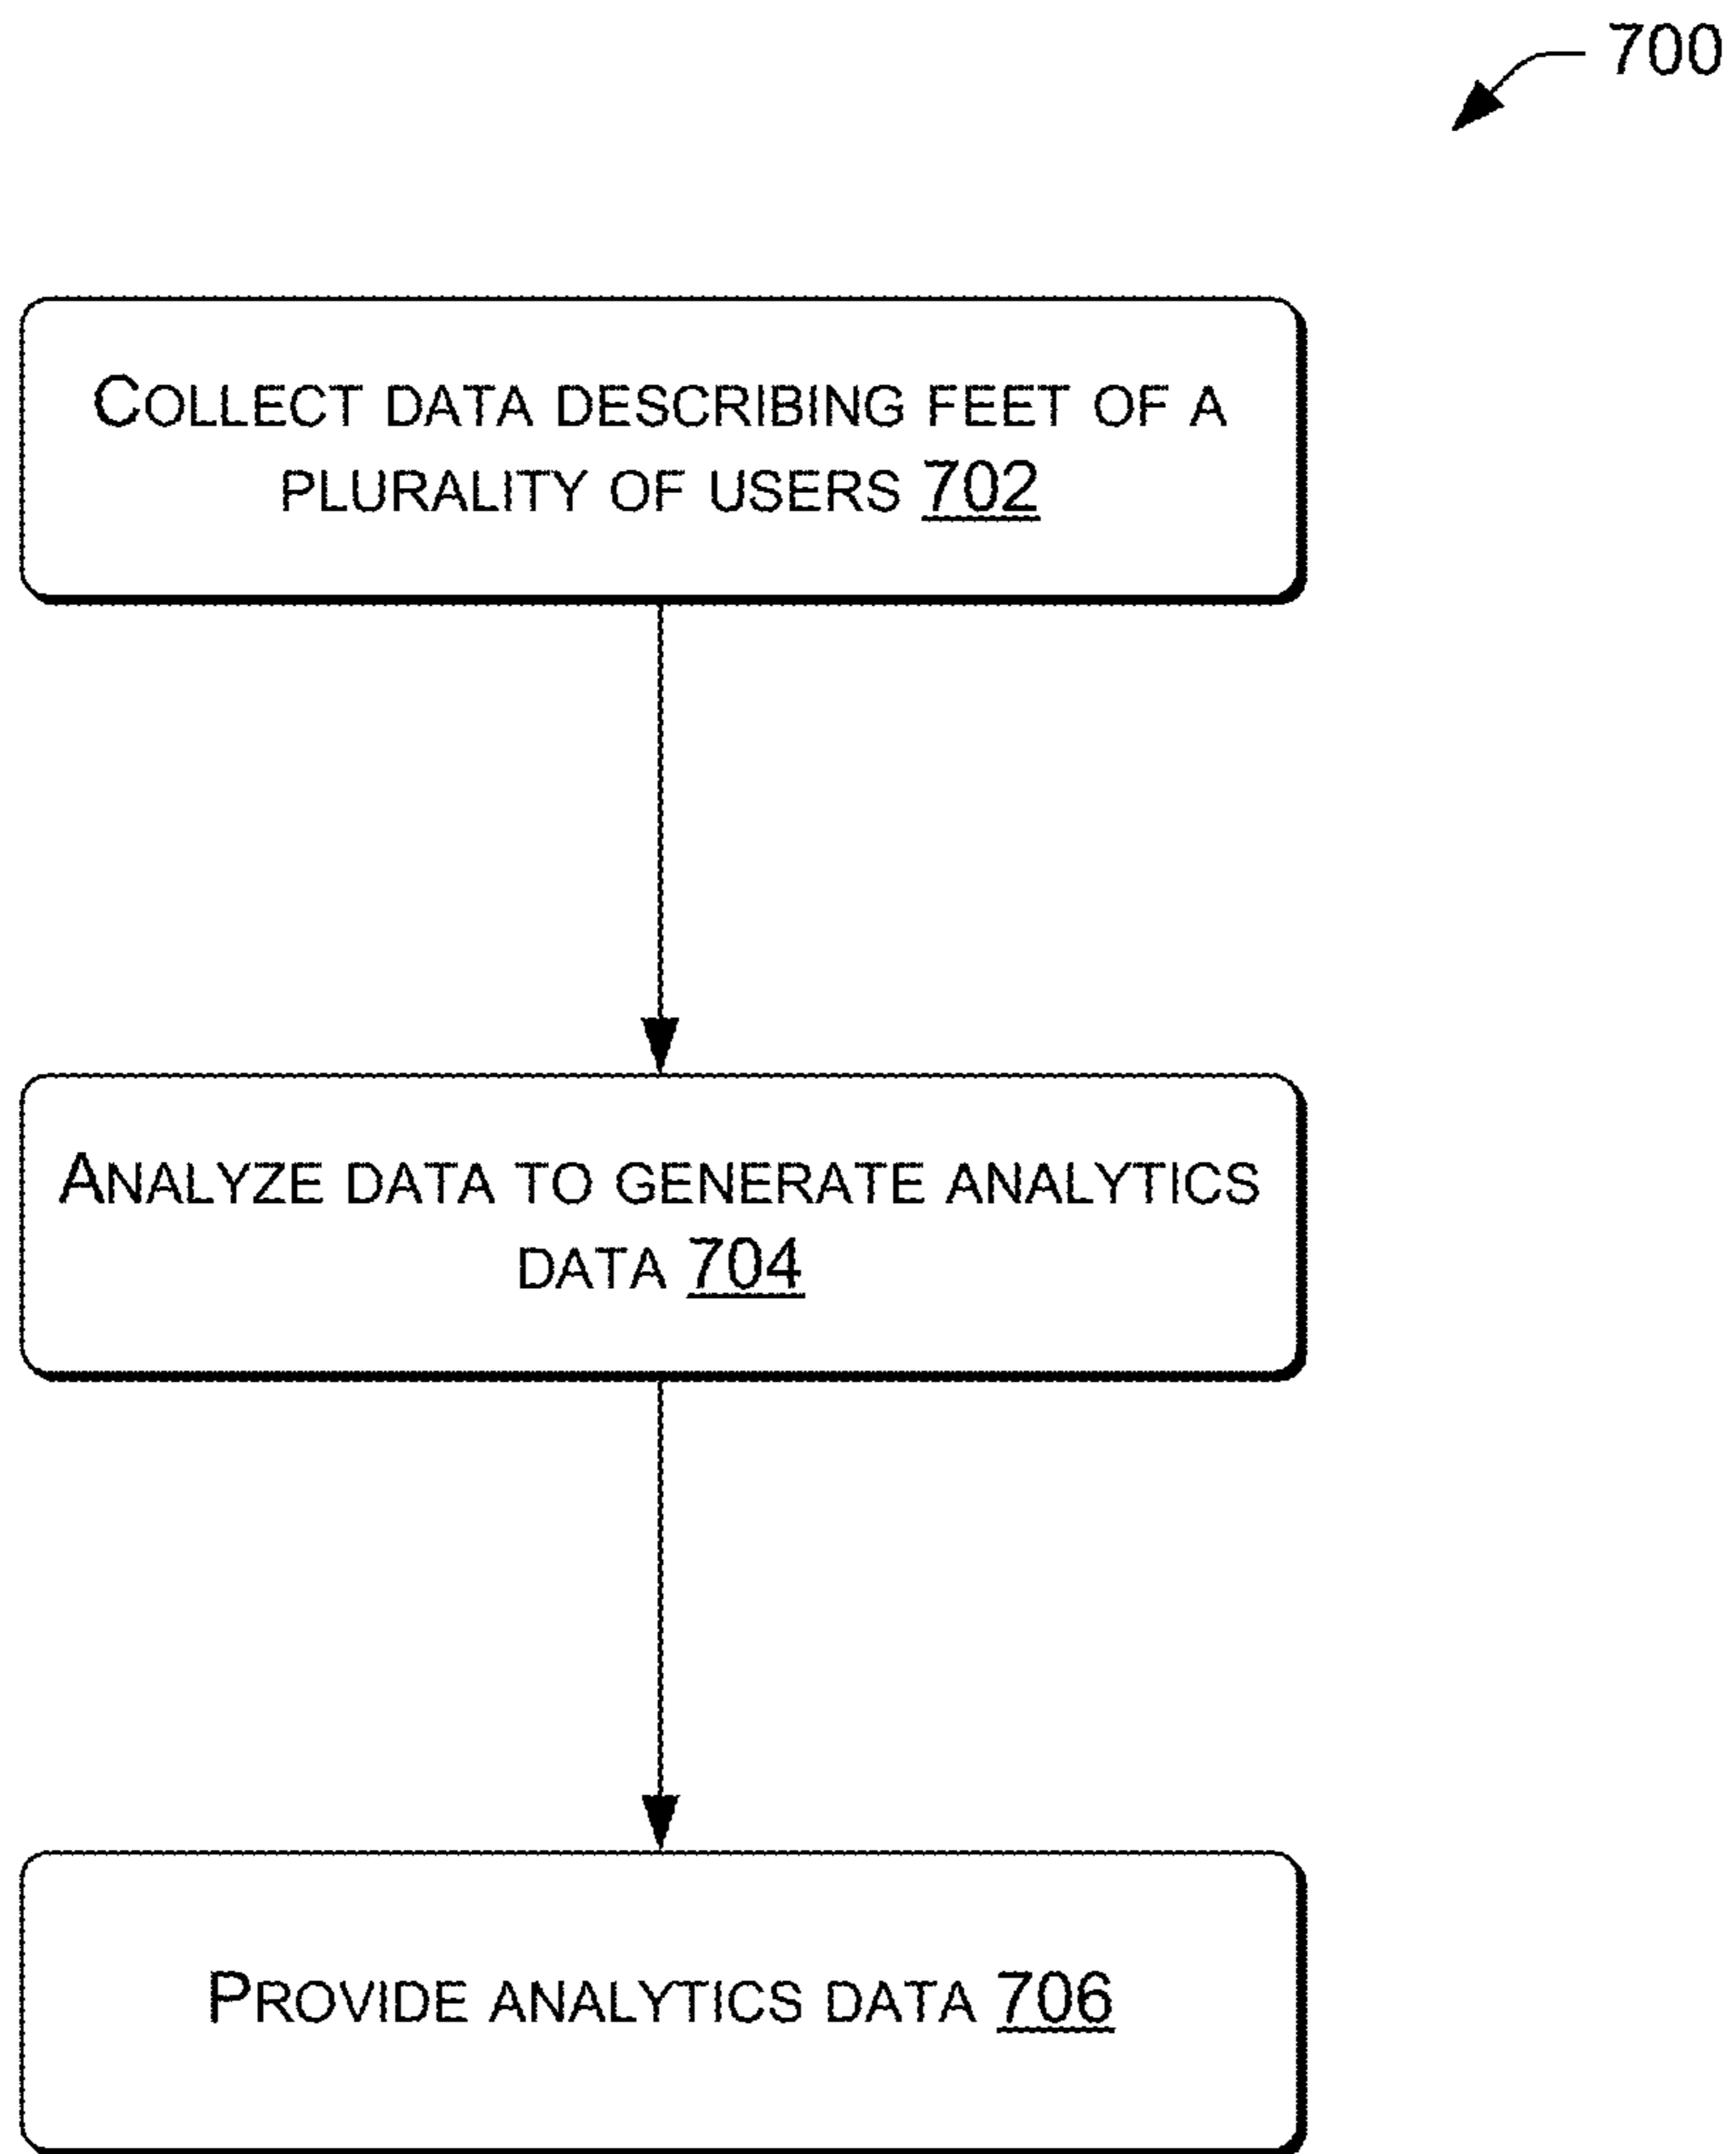 700
COLLECT DATA DESCRIBING FEET OF A
PLURALITY OF USERS 702
ANALYZE DATA TO GENERATE ANALYTICS
DATA 704
PROVIDE ANALYTICS DATA 706